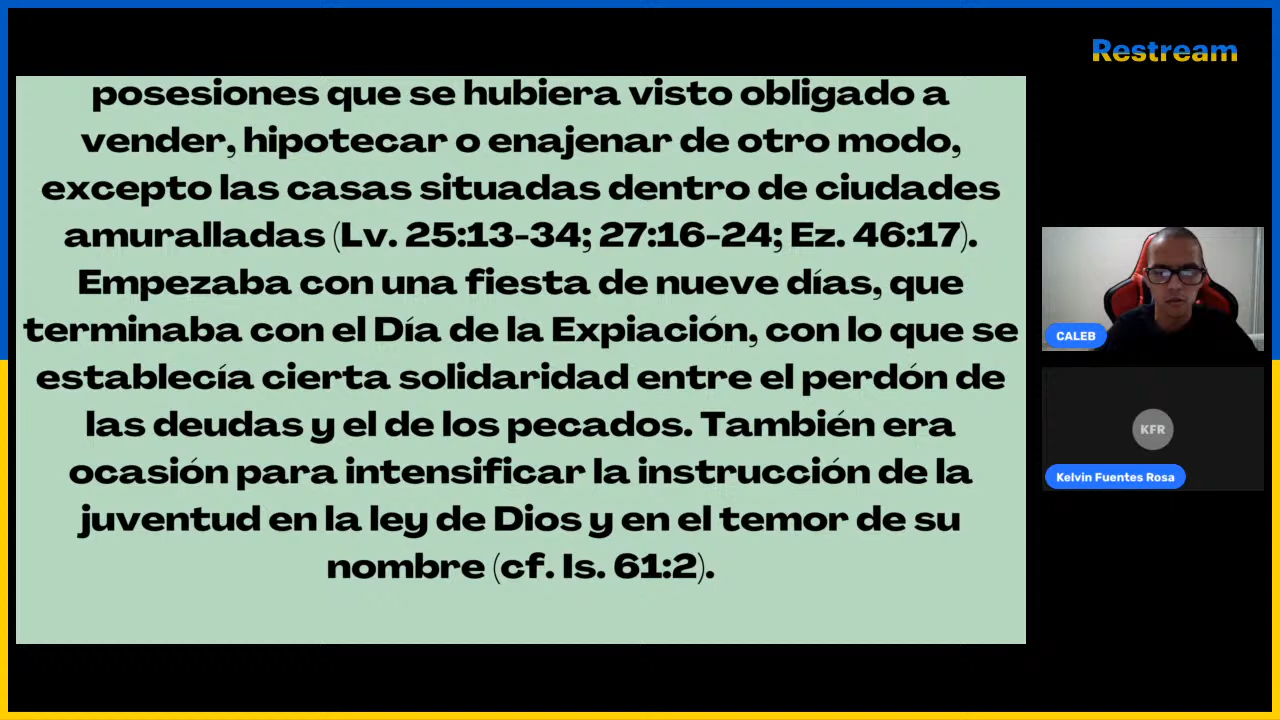 Restream
posesiones que se hubiera visto obligado a
vender, hipotecar o enajenar de otro modo,
excepto las casas situadas dentro de ciudades
amuralladas (Lv. 25:13-34; 27:16-24; Ez. 46:17).
Empezaba con una fiesta de nueve días, que
terminaba con el Día de la Expiación, con lo que se
establecía cierta solidaridad entre el perdón de
las deudas y el de los pecados. También era
ocasión para intensificar la instrucción de la
juventud en la ley de Dios y en el temor de su
nombre (cf. Is. 61:2).
CALEB
KFR
Kelvin Fuentes Rosa